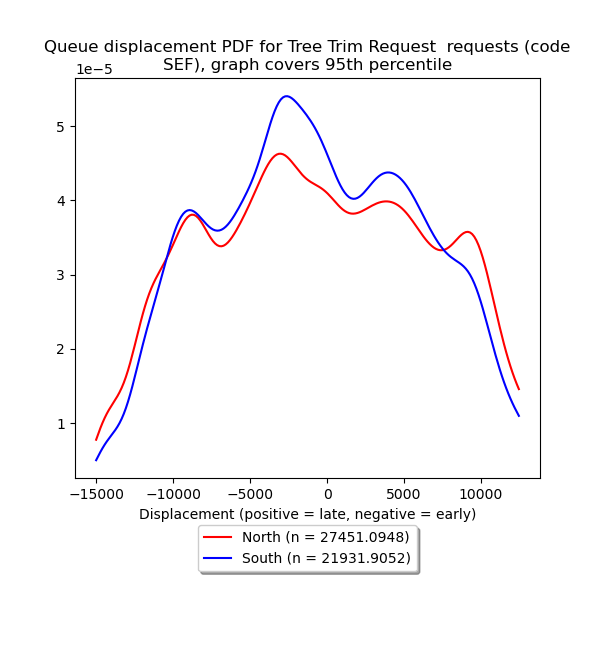 Queue displacement PDF for Tree Trim Request  requests (code
SEF), graph covers 95th percentile
1e−5
5
4
3
2
1
−15000 −10000 −5000 0 5000 10000
Displacement (positive = late, negative = early)
North (n = 27451.0948)
South (n = 21931.9052)